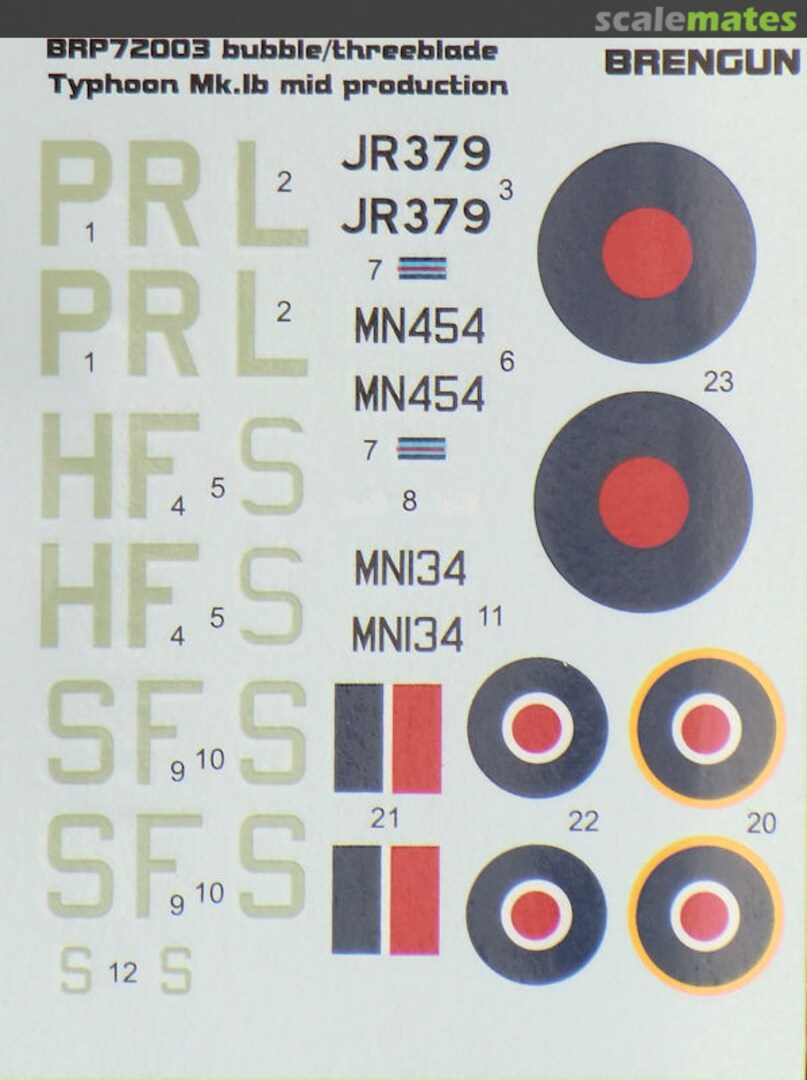 scalemates
BRP72003 bubble/threeblade
Typhoon Mk.Ib mid production
BRENGUN
PR L
1 2
JR379
JR379
3
7
PR L
1 2
MN454
MN454
6
23
7
HF S
4 5
8
HF S
4 5
MN134
MN134
11
SF S
9 10
21
22
20
SF S
9 10
S 12 S